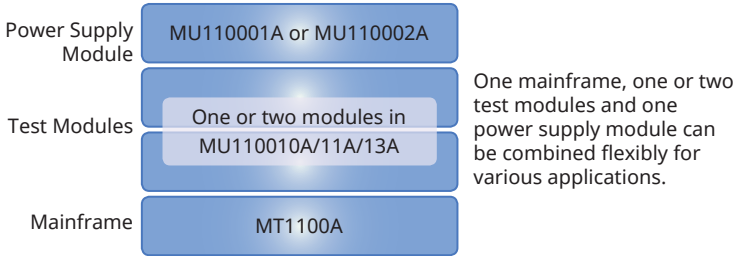 Power Supply
Module
MU110001A or MU110002A
Test Modules
One or two modules in
MU110010A/11A/13A
Mainframe
MT1100A
One mainframe, one or two
test modules and one
power supply module can
be combined flexibly for
various applications.